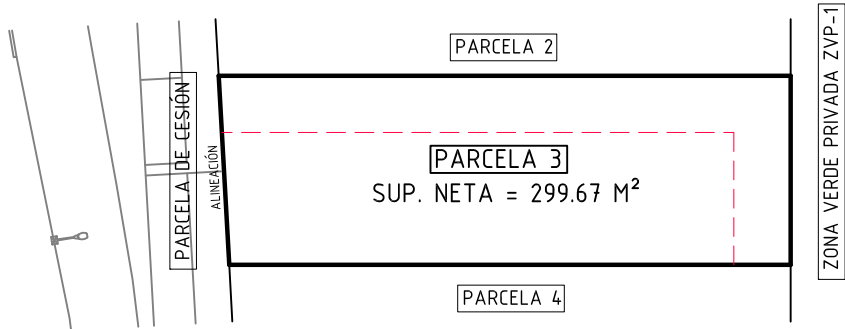 PARCELA 2
PARCELA DE CESIÓN
ALINEACIÓN
PARCELA 3
SUP. NETA = 299.67 M²
PARCELA 4
ZONA VERDE PRIVADA ZVP-1